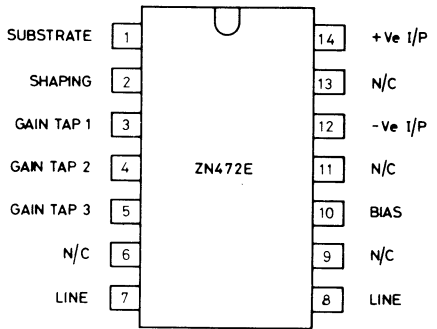 SUBSTRATE 1 14 +Ve I/P
SHAPING 2 13 N/C
GAIN TAP 1 3 12 -Ve I/P
GAIN TAP 2 4 ZN472E 11 N/C
GAIN TAP 3 5 10 BIAS
N/C 6 9 N/C
LINE 7 8 LINE